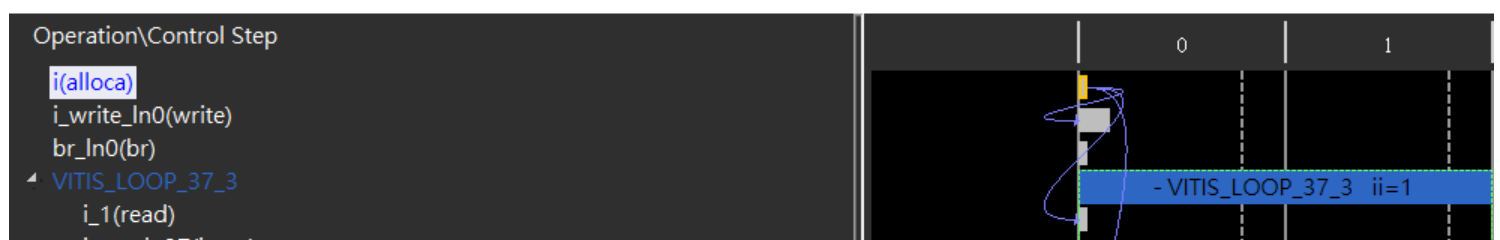 Operation\Control Step
0
1
i(alloca)
i_write_ln0(write)
br_ln0(br)
VITIS_LOOP_37_3
- VITIS_LOOP_37_3 ii=1
i_1(read)